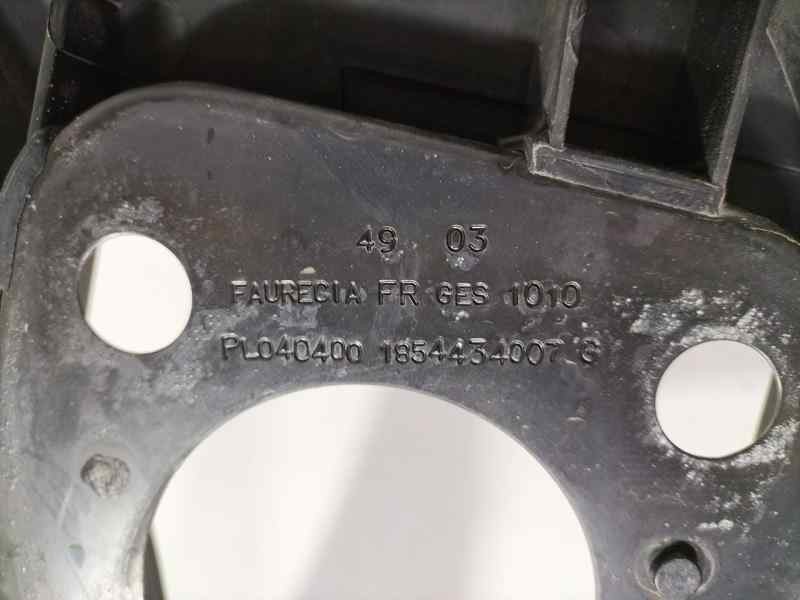 49 03
FAURECIA FR GES 1010
PL040400 1854434007 G